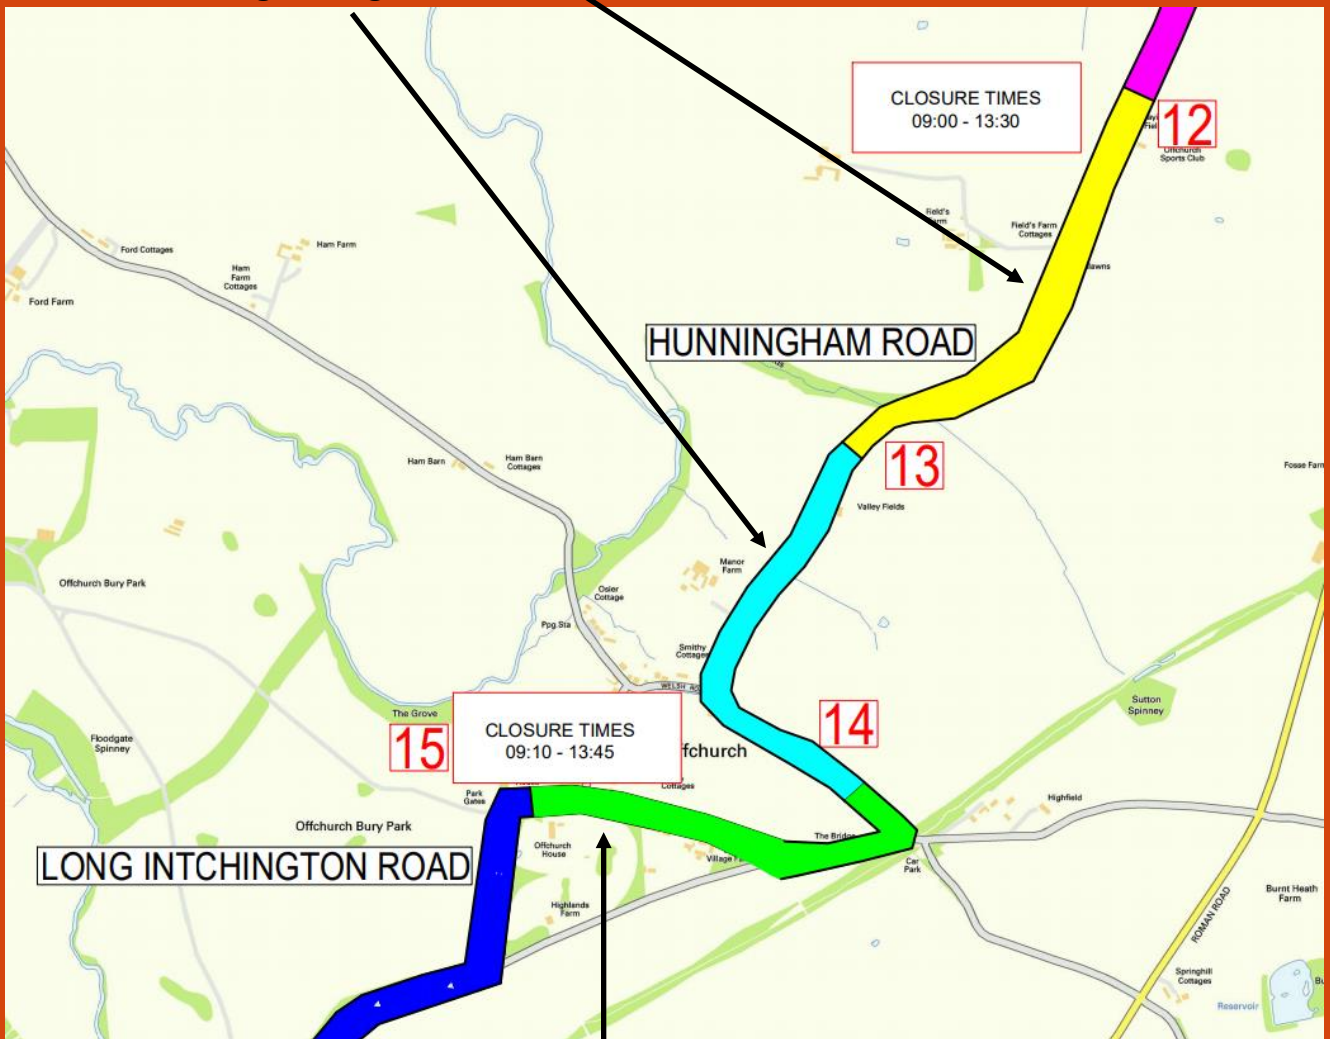 CLOSURE TIMES
09:00 - 13:30
12
Offchurch
Sports Club
Field's
Farm
Field's Farm
Cottages
Ford Cottages
Ham Farm
Ham
Farm
Cottages
Ford Farm
HUNNINGHAM ROAD
13
Ham Barn
Ham Barn
Cottages
Fosse Farm
Valley Fields
Manor
Farm
Offchurch Bury Park
Osier
Cottage
Ppg Sta
Smithy
Cottages
WELSH
Sutton
Spinney
The Grove
CLOSURE TIMES
09:10 - 13:45
15
14
Floodgate
Spinney
ffchurch
Cottages
Park
Gates
Highfield
Offchurch Bury Park
The Bridge
Offchurch
House
Village
Car
Park
LONG INTCHINGTON ROAD
Highlands
Farm
Burnt Heath
Farm
ROMAN ROAD
Springhill
Cottages
Reservoir